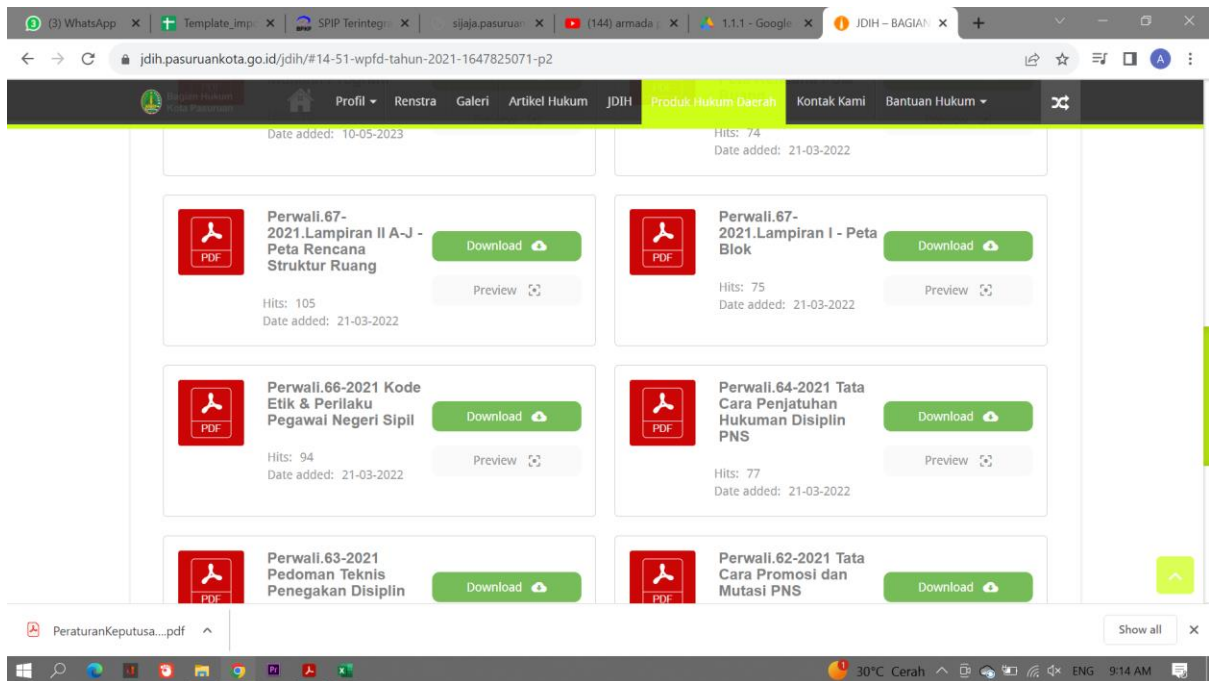 (3) WhatsApp
Template_impo
SPIP Terintegra
sijaja.pasuruan
(144) armada
1.1.1 - Google
JDIH – BAGIAN
jdih.pasuruankota.go.id/jdih/#14-51-wpfd-tahun-2021-1647825071-p2
A
Bagian Hukum
Kota Pasuruan
Profil
Renstra
Galeri
Artikel Hukum
JDIH
Produk Hukum Daerah
Kontak Kami
Bantuan Hukum
Date added: 10-05-2023
Hits: 74
Date added: 21-03-2022
PDF
Perwali.67-
2021.Lampiran II A-J -
Peta Rencana
Struktur Ruang
Hits: 105
Date added: 21-03-2022
Download
Preview
PDF
Perwali.67-
2021.Lampiran I - Peta
Blok
Hits: 75
Date added: 21-03-2022
Download
Preview
PDF
Perwali.66-2021 Kode
Etik & Perilaku
Pegawai Negeri Sipil
Hits: 94
Date added: 21-03-2022
Download
Preview
PDF
Perwali.64-2021 Tata
Cara Penjatuhan
Hukuman Disiplin
PNS
Hits: 77
Date added: 21-03-2022
Download
Preview
PDF
Perwali.63-2021
Pedoman Teknis
Penegakan Disiplin
Download
PDF
Perwali.62-2021 Tata
Cara Promosi dan
Mutasi PNS
Download
PeraturanKeputusa....pdf
Show all
Pr
30°C Cerah
ENG
9:14 AM